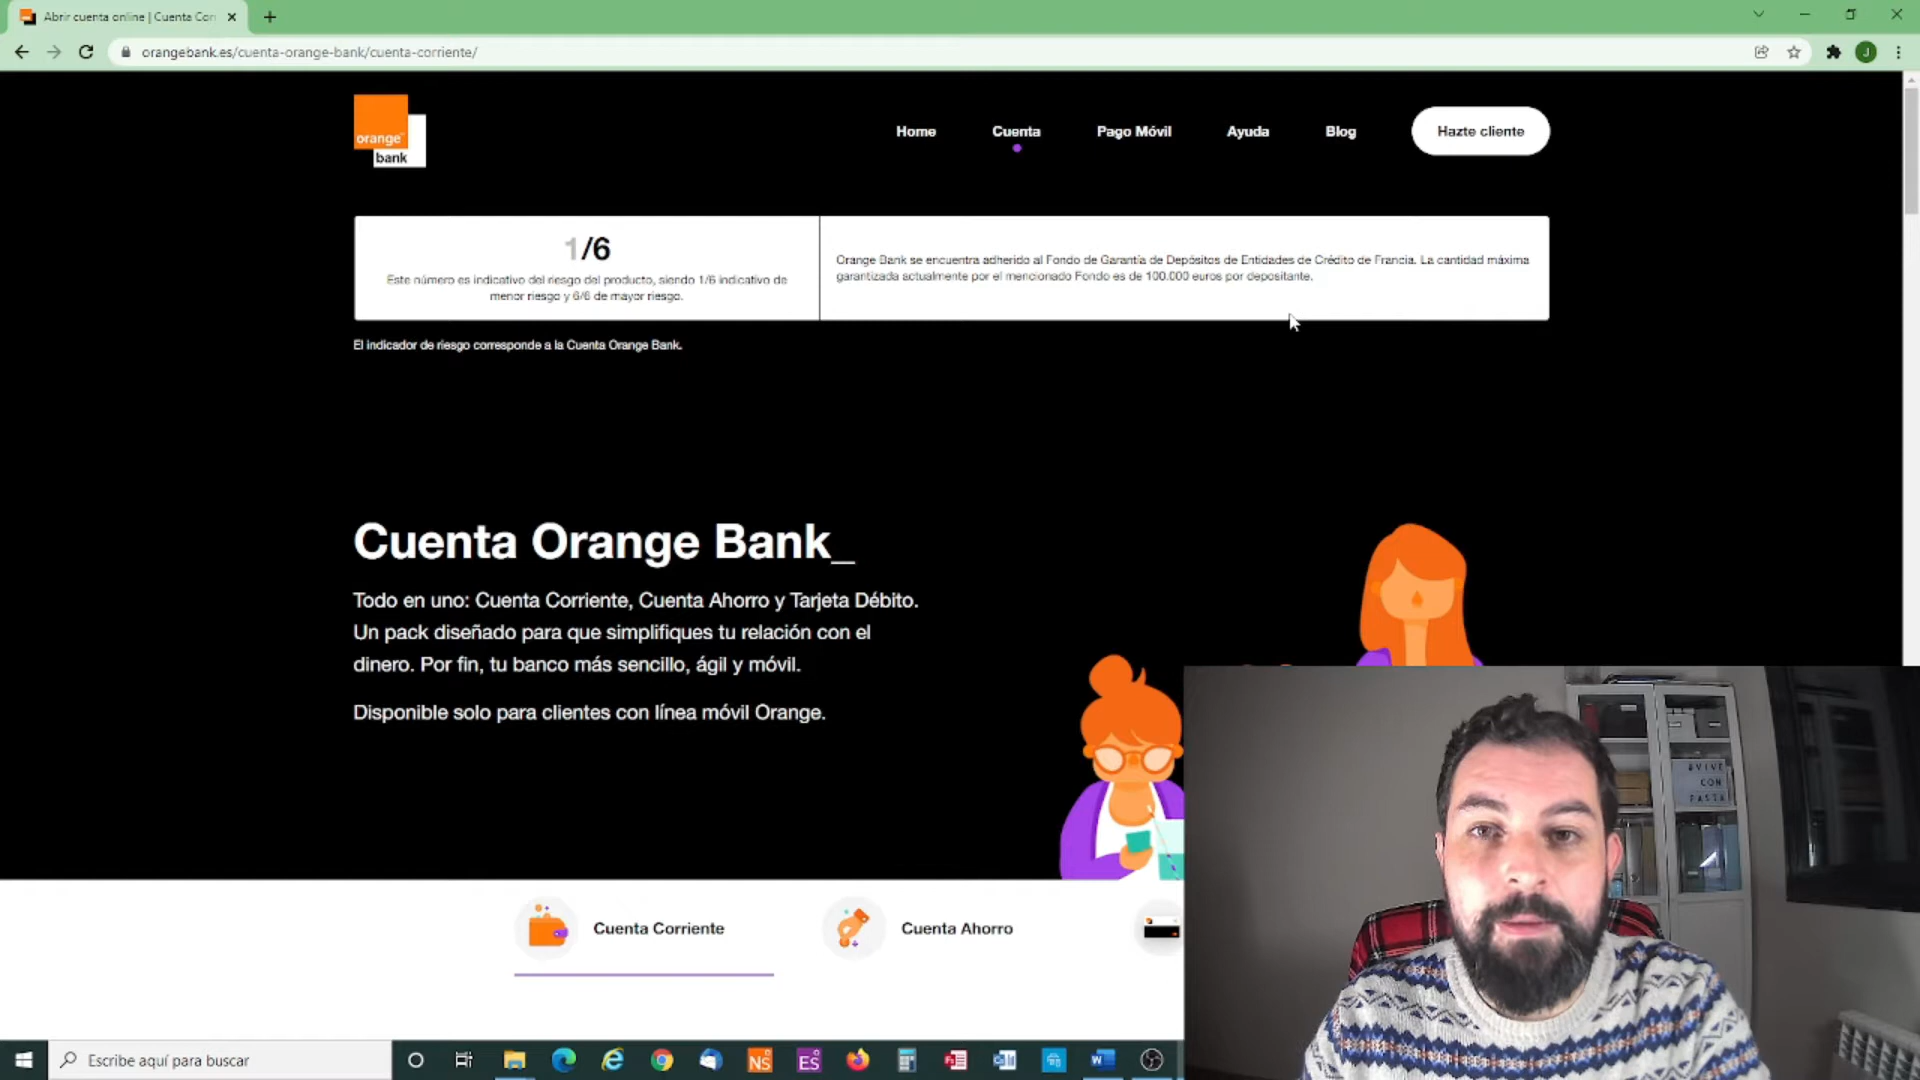 Abrir cuenta online | Cuenta Cor
orangebank.es/cuenta-orange-bank/cuenta-corriente/
J
orange
bank
Home
Cuenta
Pago Móvil
Ayuda
Blog
Hazte cliente
1/6
Este número es indicativo del riesgo del producto, siendo 1/6 indicativo de
menor riesgo y 6/6 de mayor riesgo.
Orange Bank se encuentra adherido al Fondo de Garantía de Depósitos de Entidades de Crédito de Francia. La cantidad máxima
garantizada actualmente por el mencionado Fondo es de 100.000 euros por depositante.
El indicador de riesgo corresponde a la Cuenta Orange Bank.
Cuenta Orange Bank_
Todo en uno: Cuenta Corriente, Cuenta Ahorro y Tarjeta Débito.
Un pack diseñado para que simplifiques tu relación con el
dinero. Por fin, tu banco más sencillo, ágil y móvil.
Disponible solo para clientes con línea móvil Orange.
#VIVE
CON
PASTA
Cuenta Corriente
Cuenta Ahorro
Escribe aquí para buscar
NS
ES